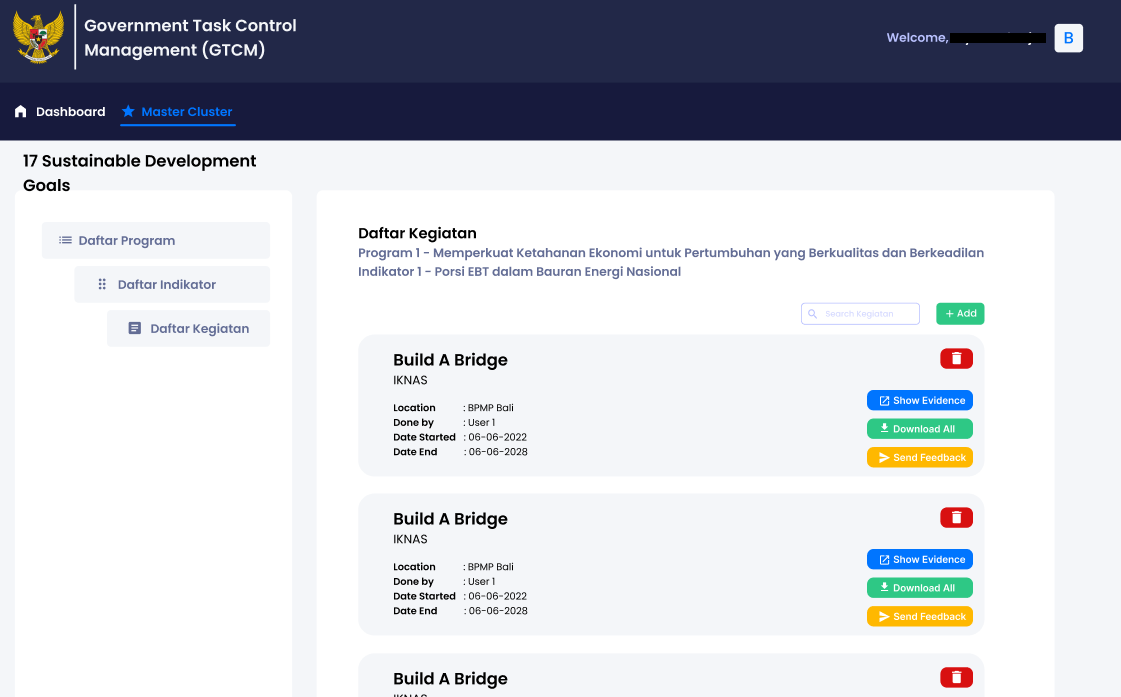 Government Task Control
Management (GTCM)
Welcome,
B
Dashboard
Master Cluster
17 Sustainable Development
Goals
Daftar Program
Daftar Indikator
Daftar Kegiatan
Daftar Kegiatan
Program 1 - Memperkuat Ketahanan Ekonomi untuk Pertumbuhan yang Berkualitas dan Berkeadilan
Indikator 1 - Porsi EBT dalam Bauran Energi Nasional
Search Kegiatan
+ Add
Build A Bridge
IKNAS
Location : BPMP Bali
Done by : User 1
Date Started : 06-06-2022
Date End : 06-06-2028
Show Evidence
Download All
Send Feedback
Build A Bridge
IKNAS
Location : BPMP Bali
Done by : User 1
Date Started : 06-06-2022
Date End : 06-06-2028
Show Evidence
Download All
Send Feedback
Build A Bridge
IKNAS